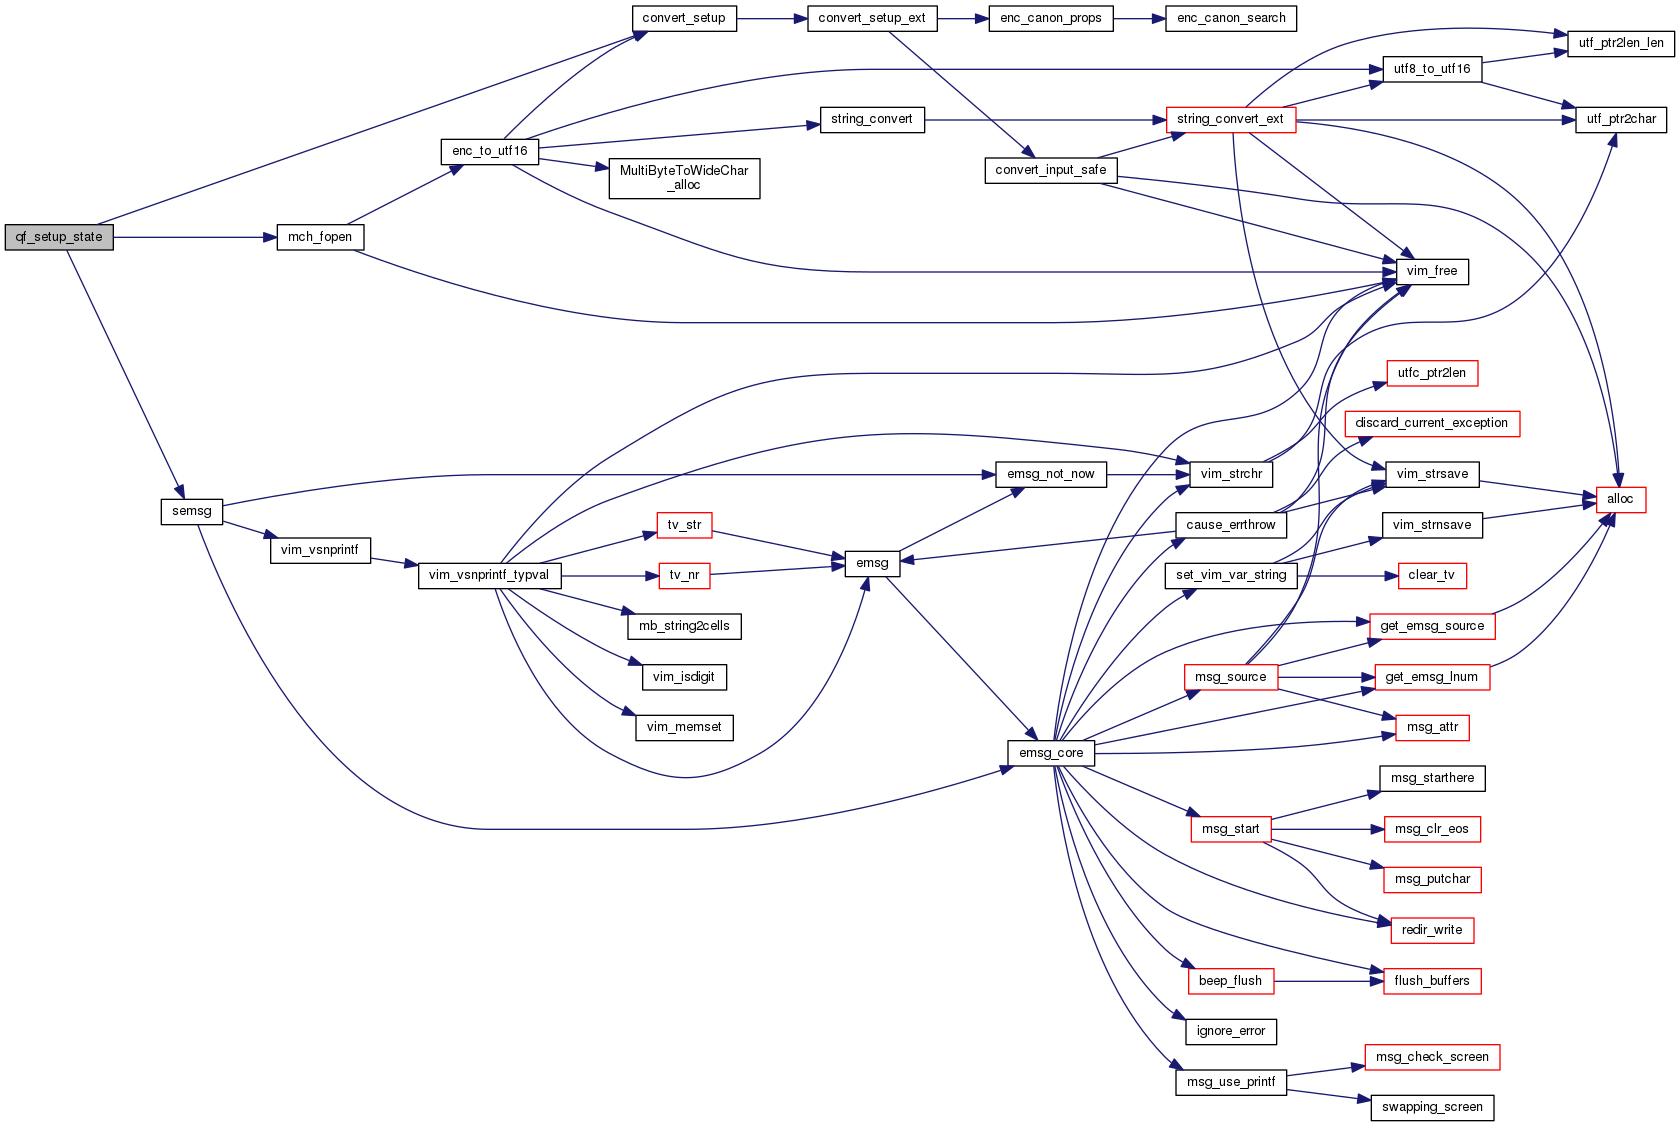 convert_setup
convert_setup_ext
enc_canon_props
enc_canon_search
utf_ptr2len_len
utf8_to_utf16
string_convert
string_convert_ext
utf_ptr2char
enc_to_utf16
MultiByteToWideChar
_alloc
convert_input_safe
qf_setup_state
mch_fopen
vim_free
utfc_ptr2len
discard_current_exception
emsg_not_now
vim_strchr
vim_strsave
alloc
semsg
tv_str
cause_errthrow
vim_strnsave
vim_vsnprintf
emsg
vim_vsnprintf_typval
tv_nr
set_vim_var_string
clear_tv
mb_string2cells
get_emsg_source
vim_isdigit
msg_source
get_emsg_lnum
vim_memset
msg_attr
emsg_core
msg_starthere
msg_start
msg_clr_eos
msg_putchar
redir_write
beep_flush
flush_buffers
ignore_error
msg_check_screen
msg_use_printf
swapping_screen